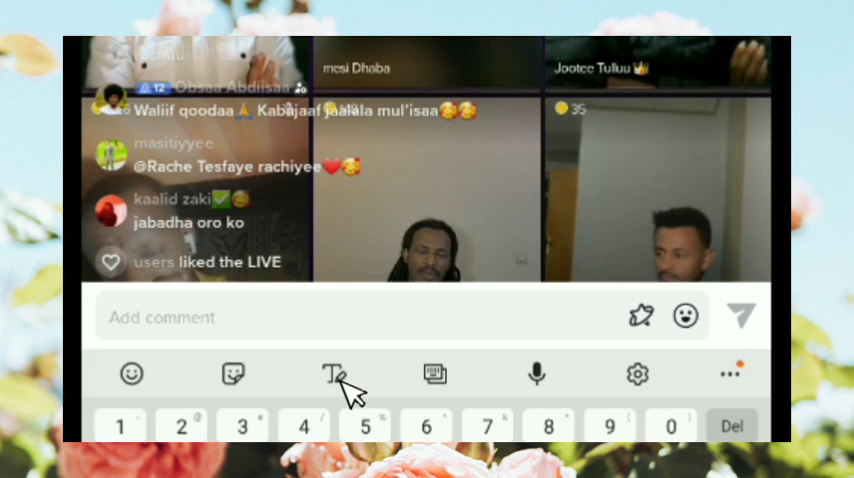 mesi Dhaba
Jootee Tulluu👑
12 Obsaa Abdiisaa
Waliif qoodaa🙏 Kabajaaf jaalala mul'isaa🥰🥰
35
masitiyyee
@Rache Tesfaye rachiyee❤️🥰
kaalid zaki✅🥰
jabadha oro ko
users liked the LIVE
Add comment
1 2 3 4 5 6 7 8 9 0 Del